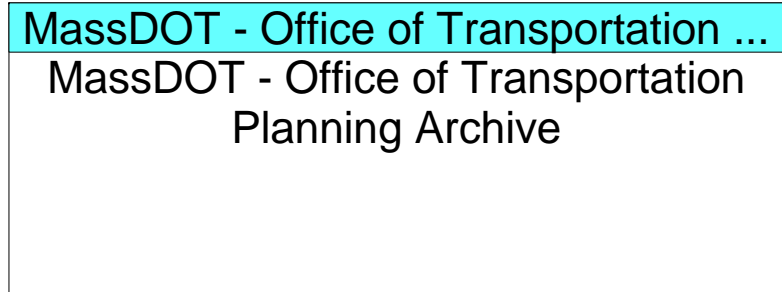 MassDOT - Office of Transportation ...
MassDOT - Office of Transportation
Planning Archive